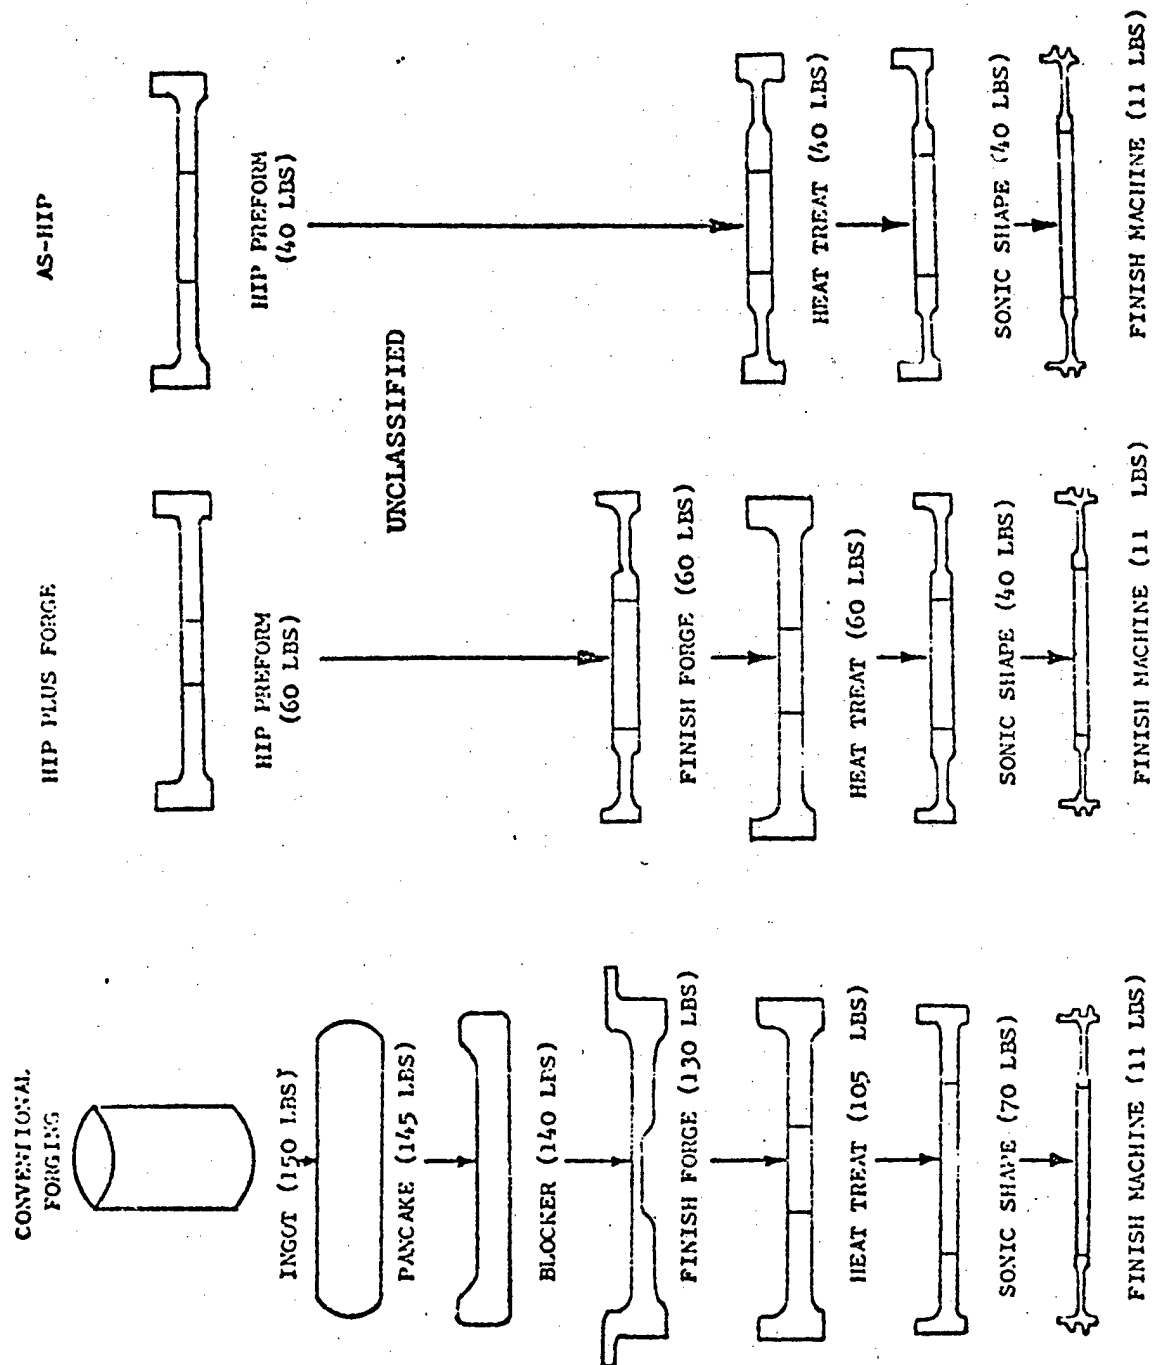 CONVENTIONAL
FORGING
INGOT (150 LBS)
PANCAKE (145 LBS)
BLOCKER (140 LBS)
FINISH FORGE (130 LBS)
HEAT TREAT (105 LBS)
SONIC SHAPE (70 LBS)
FINISH MACHINE (11 LBS)
HIP PLUS FORGE
HIP PREFORM
(60 LBS)
FINISH FORGE (60 LBS)
HEAT TREAT (60 LBS)
SONIC SHAPE (40 LBS)
FINISH MACHINE (11 LBS)
UNCLASSIFIED
AS-HIP
HIP PREFORM
(40 LBS)
HEAT TREAT (40 LBS)
SONIC SHAPE (40 LBS)
FINISH MACHINE (11 LBS)